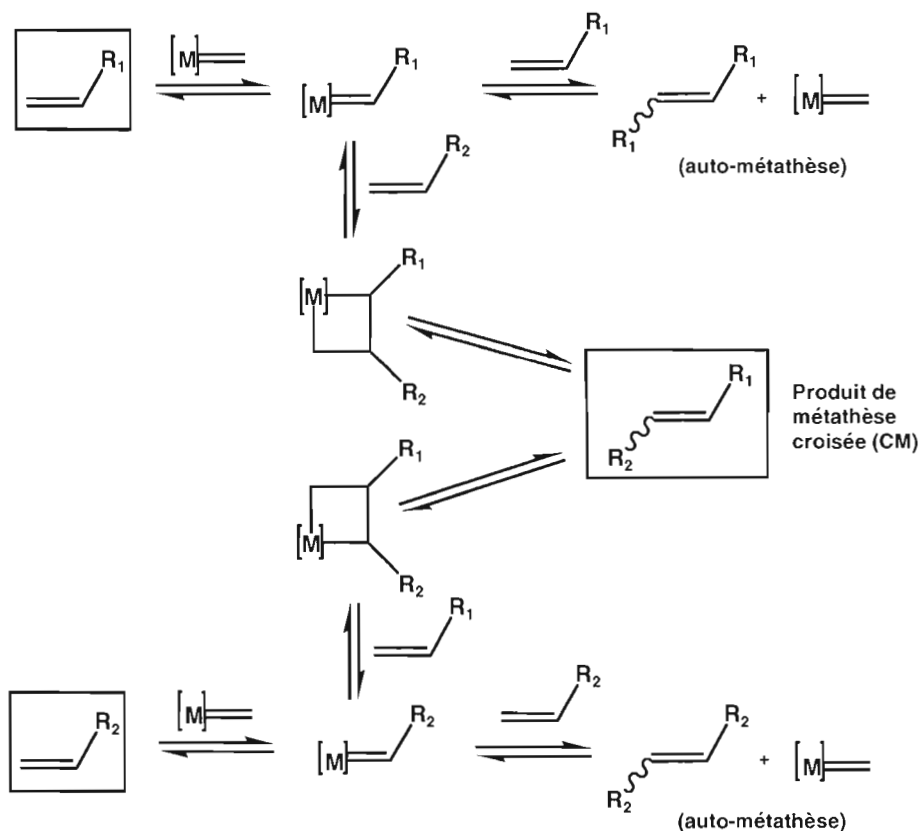 [M]
R₁
R₁
[M]
R₁
R₁
R₁
+
[M]
(auto-métathèse)
R₂
[M]
R₁
R₂
R₁
R₂
Produit de
métathèse
croisée (CM)
R₁
[M]
R₂
R₁
R₂
[M]
[M]
R₂
R₂
R₂
R₂
+
[M]
(auto-métathèse)